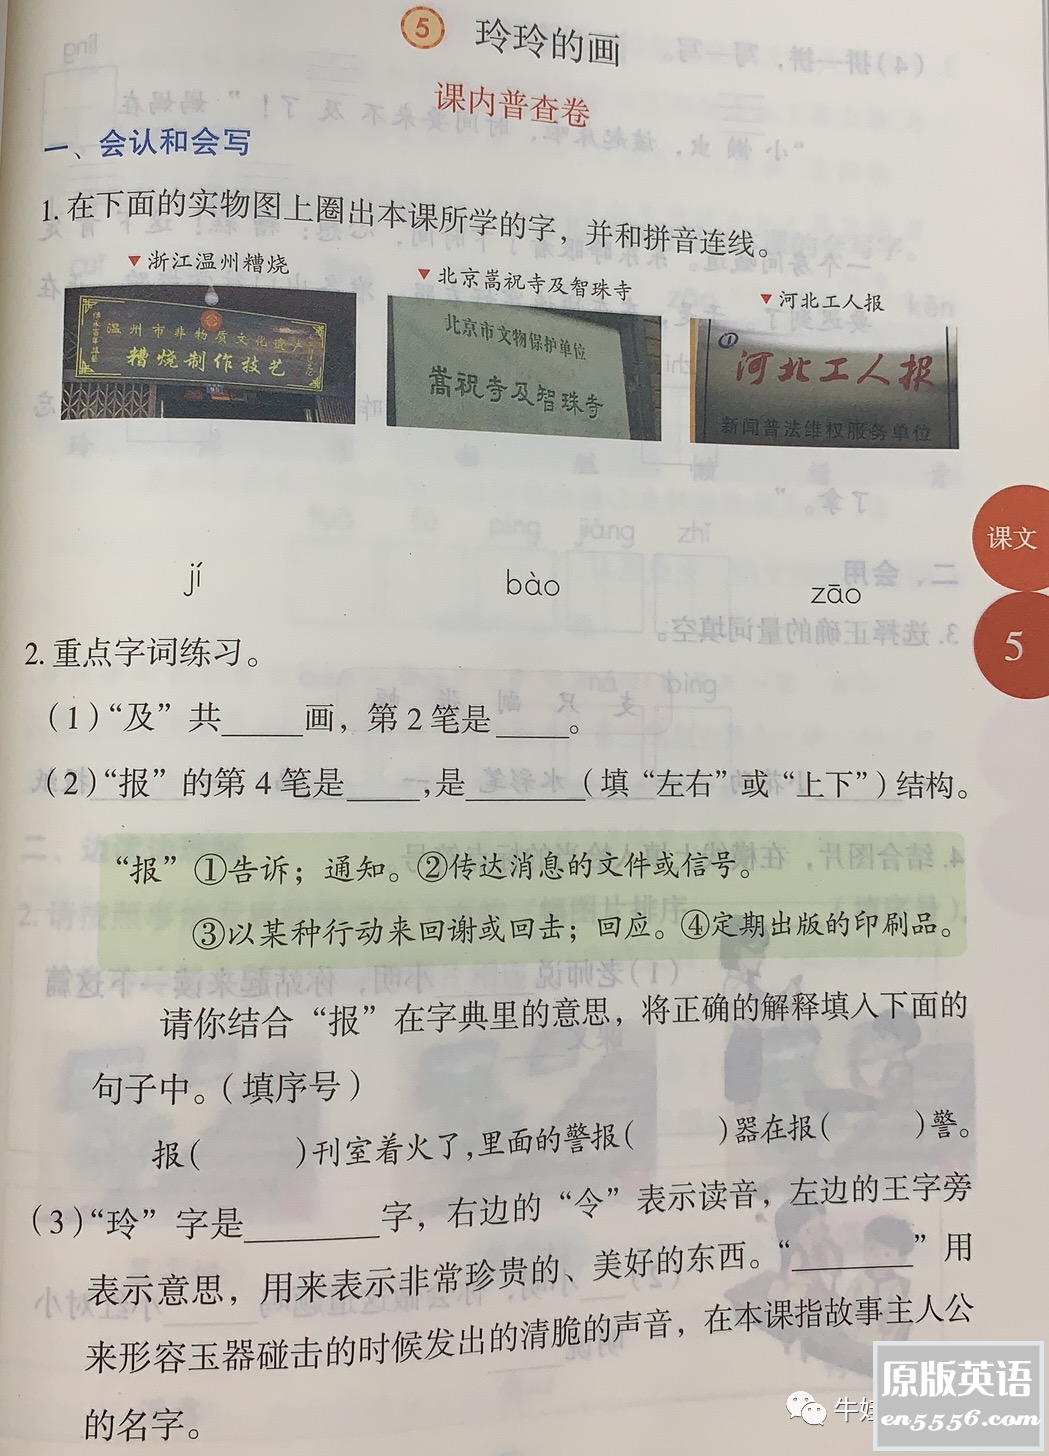 5 玲玲的画
课内普查卷
一、会认和会写
1.在下面的实物图上圈出本课所学的字，并和拼音连线。
▼浙江温州糟烧
▼北京嵩祝寺及智珠寺
▼河北工人报
温州市非物质文化遗产
糟烧制作技艺
北京市文物保护单位
嵩祝寺及智珠寺
河北工人报
新闻普法维权服务单位
jí bào zāo
课文
5
2.重点字词练习。
（1）“及”共____画，第2笔是____。
（2）“报”的第4笔是____，是______（填“左右”或“上下”）结构。
“报”①告诉；通知。②传达消息的文件或信号。
③以某种行动来回谢或回击；回应。④定期出版的印刷品。
请你结合“报”在字典里的意思，将正确的解释填入下面的
句子中。（填序号）
报（　　）刊室着火了，里面的警报（　　）器在报（　　）警。
（3）“玲”字是______字，右边的“令”表示读音，左边的王字旁
表示意思，用来表示非常珍贵的、美好的东西。“______”用
来形容玉器碰击的时候发出的清脆的声音，在本课指故事主人公
的名字。
原版英语
en5556.com